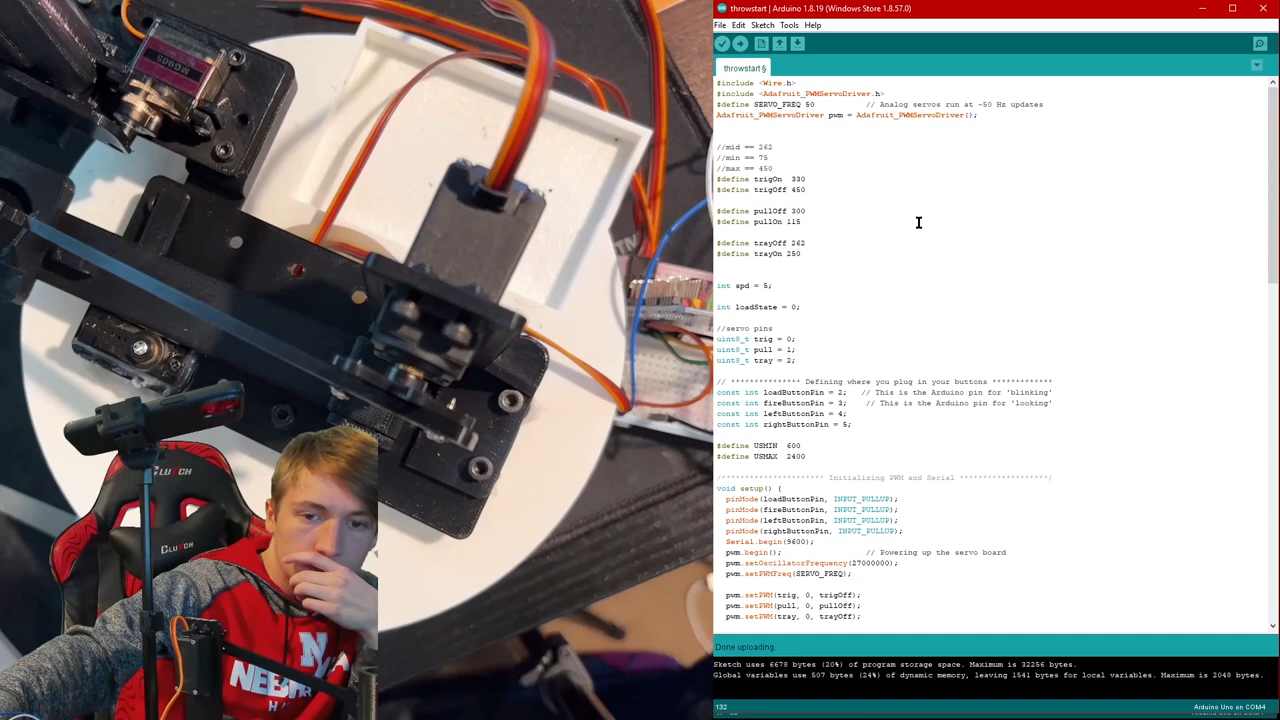 MG90S
CLUTCH
CLUTCH
throwstart | Arduino 1.8.19 (Windows Store 1.8.57.0)
File Edit Sketch Tools Help
throwstart §
#include <Wire.h>
#include <Adafruit_PWMServoDriver.h>
#define SERVO_FREQ 50 // Analog servos run at ~50 Hz updates
Adafruit_PWMServoDriver pwm = Adafruit_PWMServoDriver();
//mid == 262
//min == 75
//max == 450
#define trigOn 330
#define trigOff 450
#define pullOff 300
#define pullOn 115
#define trayOff 262
#define trayOn 250
int spd = 5;
int loadState = 0;
//servo pins
uint8_t trig = 0;
uint8_t pull = 1;
uint8_t tray = 2;
// *************** Defining where you plug in your buttons *************
const int loadButtonPin = 2; // This is the Arduino pin for 'blinking'
const int fireButtonPin = 3; // This is the Arduino pin for 'looking'
const int leftButtonPin = 4;
const int rightButtonPin = 5;
#define USMIN 600
#define USMAX 2400
/********************** Initializing PWM and Serial *******************/
void setup() {
pinMode(loadButtonPin, INPUT_PULLUP);
pinMode(fireButtonPin, INPUT_PULLUP);
pinMode(leftButtonPin, INPUT_PULLUP);
pinMode(rightButtonPin, INPUT_PULLUP);
Serial.begin(9600);
pwm.begin(); // Powering up the servo board
pwm.setOscillatorFrequency(27000000);
pwm.setPWMFreq(SERVO_FREQ);
pwm.setPWM(trig, 0, trigOff);
pwm.setPWM(pull, 0, pullOff);
pwm.setPWM(tray, 0, trayOff);
Done uploading.
Sketch uses 6678 bytes (20%) of program storage space. Maximum is 32256 bytes.
Global variables use 507 bytes (24%) of dynamic memory, leaving 1541 bytes for local variables. Maximum is 2048 bytes.
132
Arduino Uno on COM4